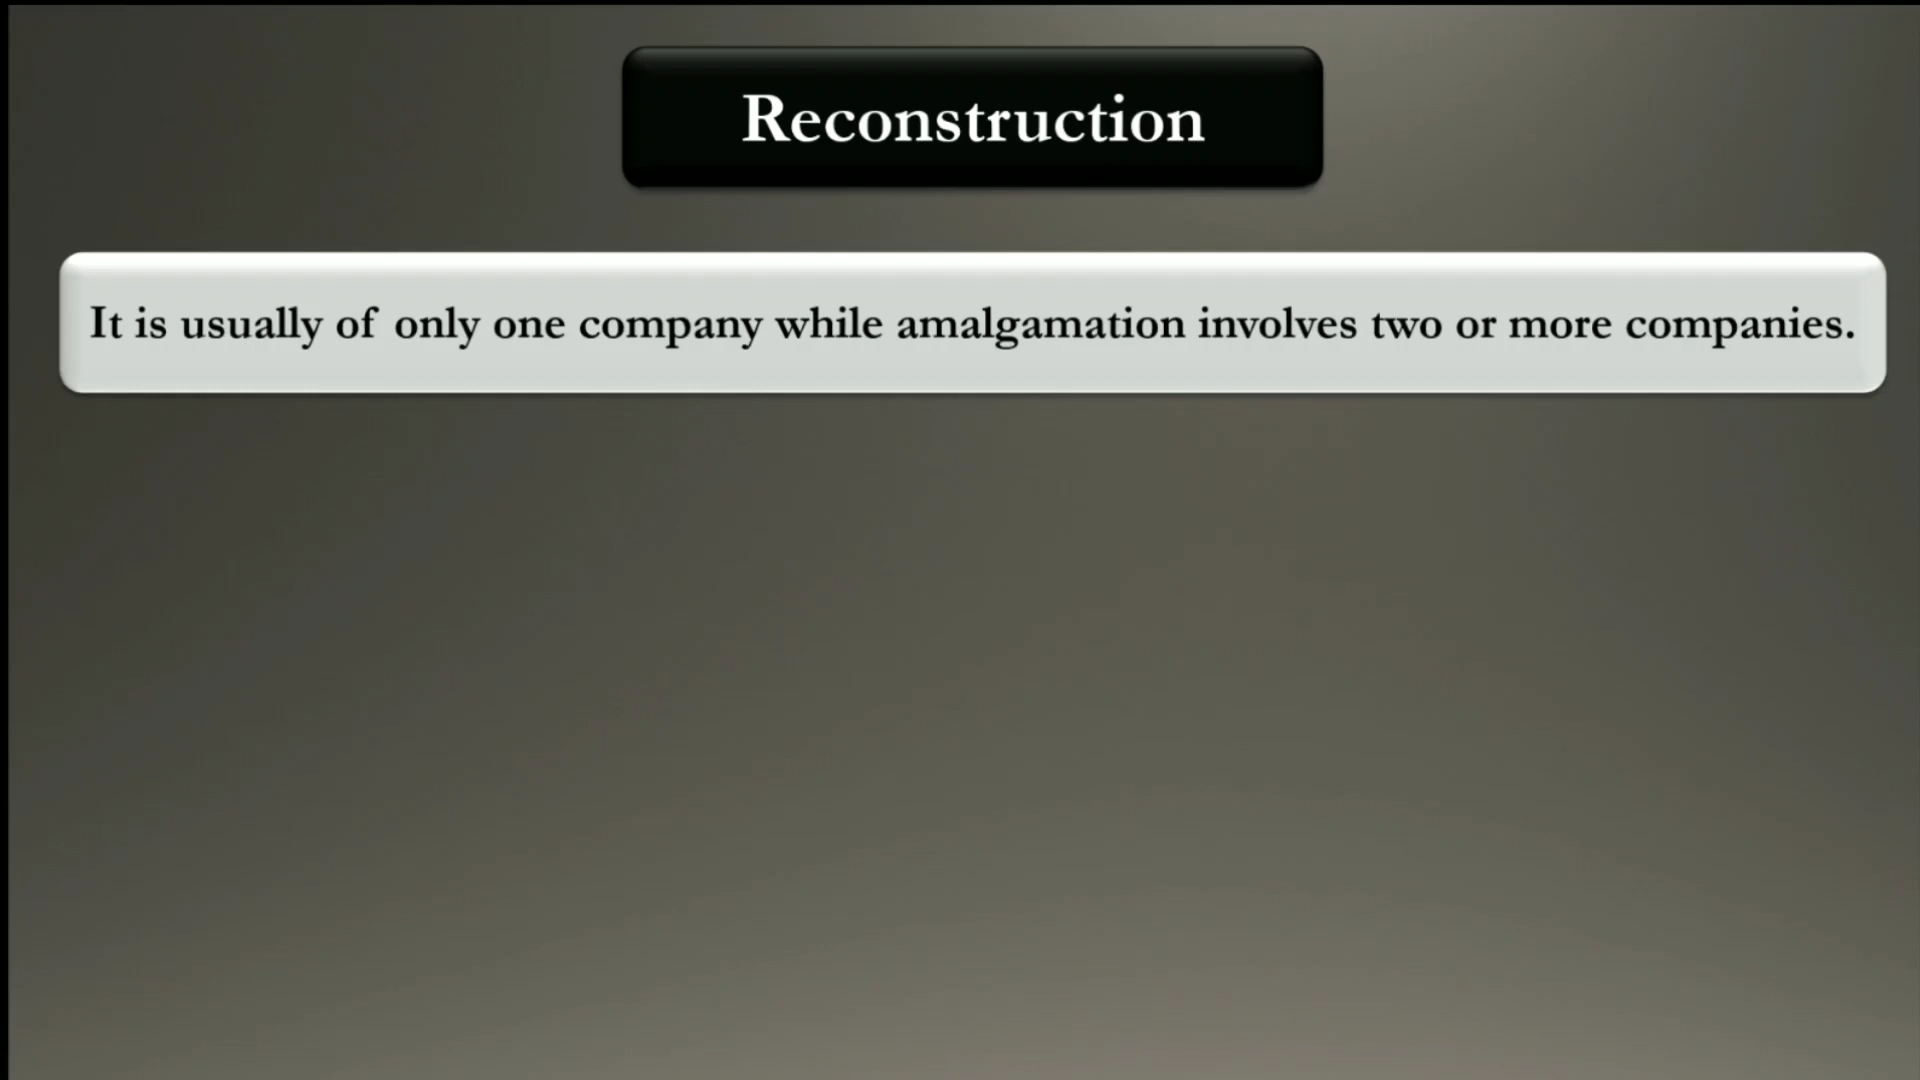 Reconstruction
It is usually of only one company while amalgamation involves two or more companies.